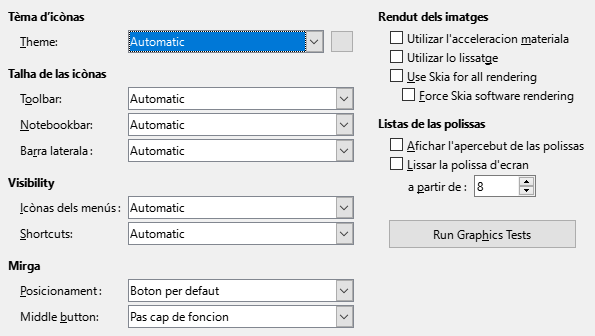 Tèma d'icònas
Theme: Automatic
Talha de las icònas
Toolbar: Automatic
Notebookbar: Automatic
Barra laterala : Automatic
Visibility
Icònas dels menús : Automatic
Shortcuts: Automatic
Mirga
Posicionament : Boton per defaut
Middle button: Pas cap de foncion
Rendut dels imatges
Utilizar l'acceleracion materiala
Utilizar lo lissatge
Use Skia for all rendering
Force Skia software rendering
Listas de las polissas
Afichar l'apercebut de las polissas
Lissar la polissa d'ecran
a partir de : 8
Run Graphics Tests